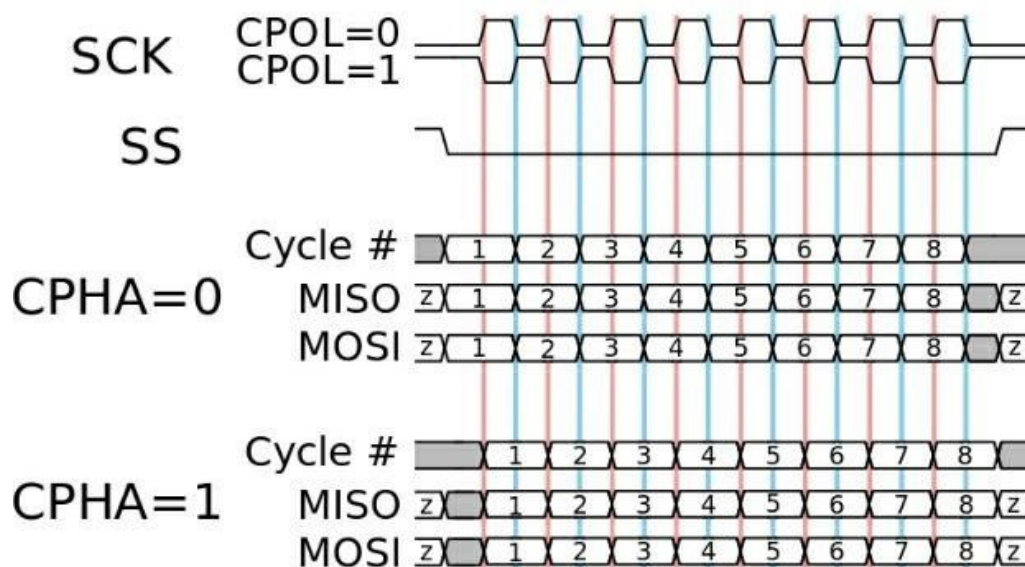 SCK CPOL=0
CPOL=1
SS
Cycle # 1 2 3 4 5 6 7 8
CPHA=0
MISO z 1 2 3 4 5 6 7 8 z
MOSI z 1 2 3 4 5 6 7 8 z
Cycle # 1 2 3 4 5 6 7 8
CPHA=1
MISO z 1 2 3 4 5 6 7 8 z
MOSI z 1 2 3 4 5 6 7 8 z